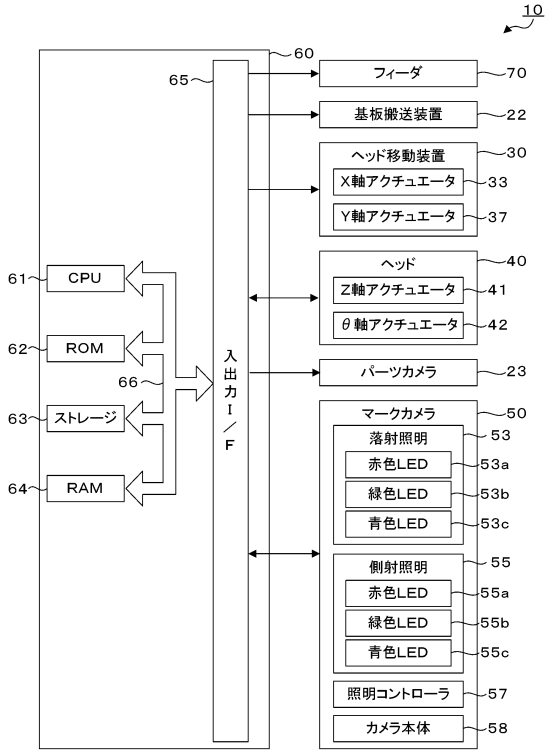 10
60
65
フィーダ
70
基板搬送装置
22
ヘッド移動装置
30
X軸アクチュエータ
33
Y軸アクチュエータ
37
ヘッド
40
Z軸アクチュエータ
41
θ軸アクチュエータ
42
61
CPU
62
ROM
66
63
ストレージ
64
RAM
入出力I/F
パーツカメラ
23
マークカメラ
50
落射照明
53
赤色LED
53a
緑色LED
53b
青色LED
53c
側射照明
55
赤色LED
55a
緑色LED
55b
青色LED
55c
照明コントローラ
57
カメラ本体
58